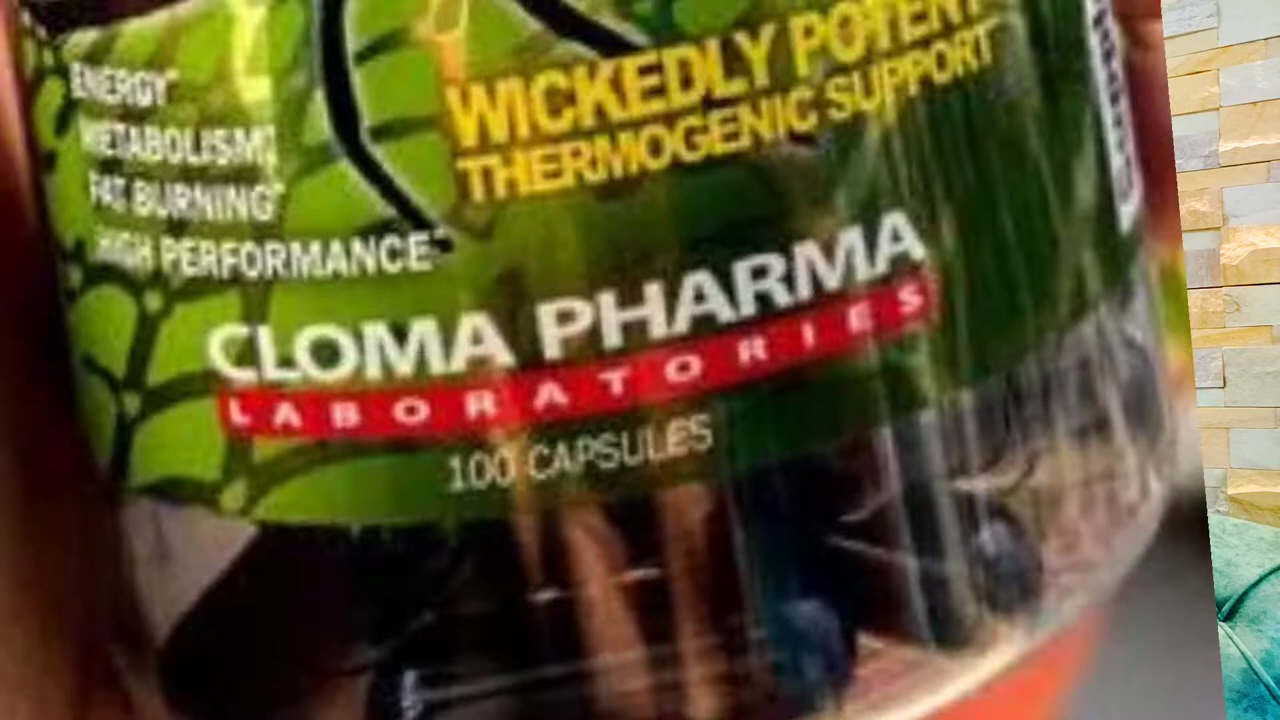 WICKEDLY POTENT
THERMOGENIC SUPPORT
ENERGY*
METABOLISM*
FAT BURNING*
HIGH PERFORMANCE*
CLOMA PHARMA
LABORATORIES
100 CAPSULES